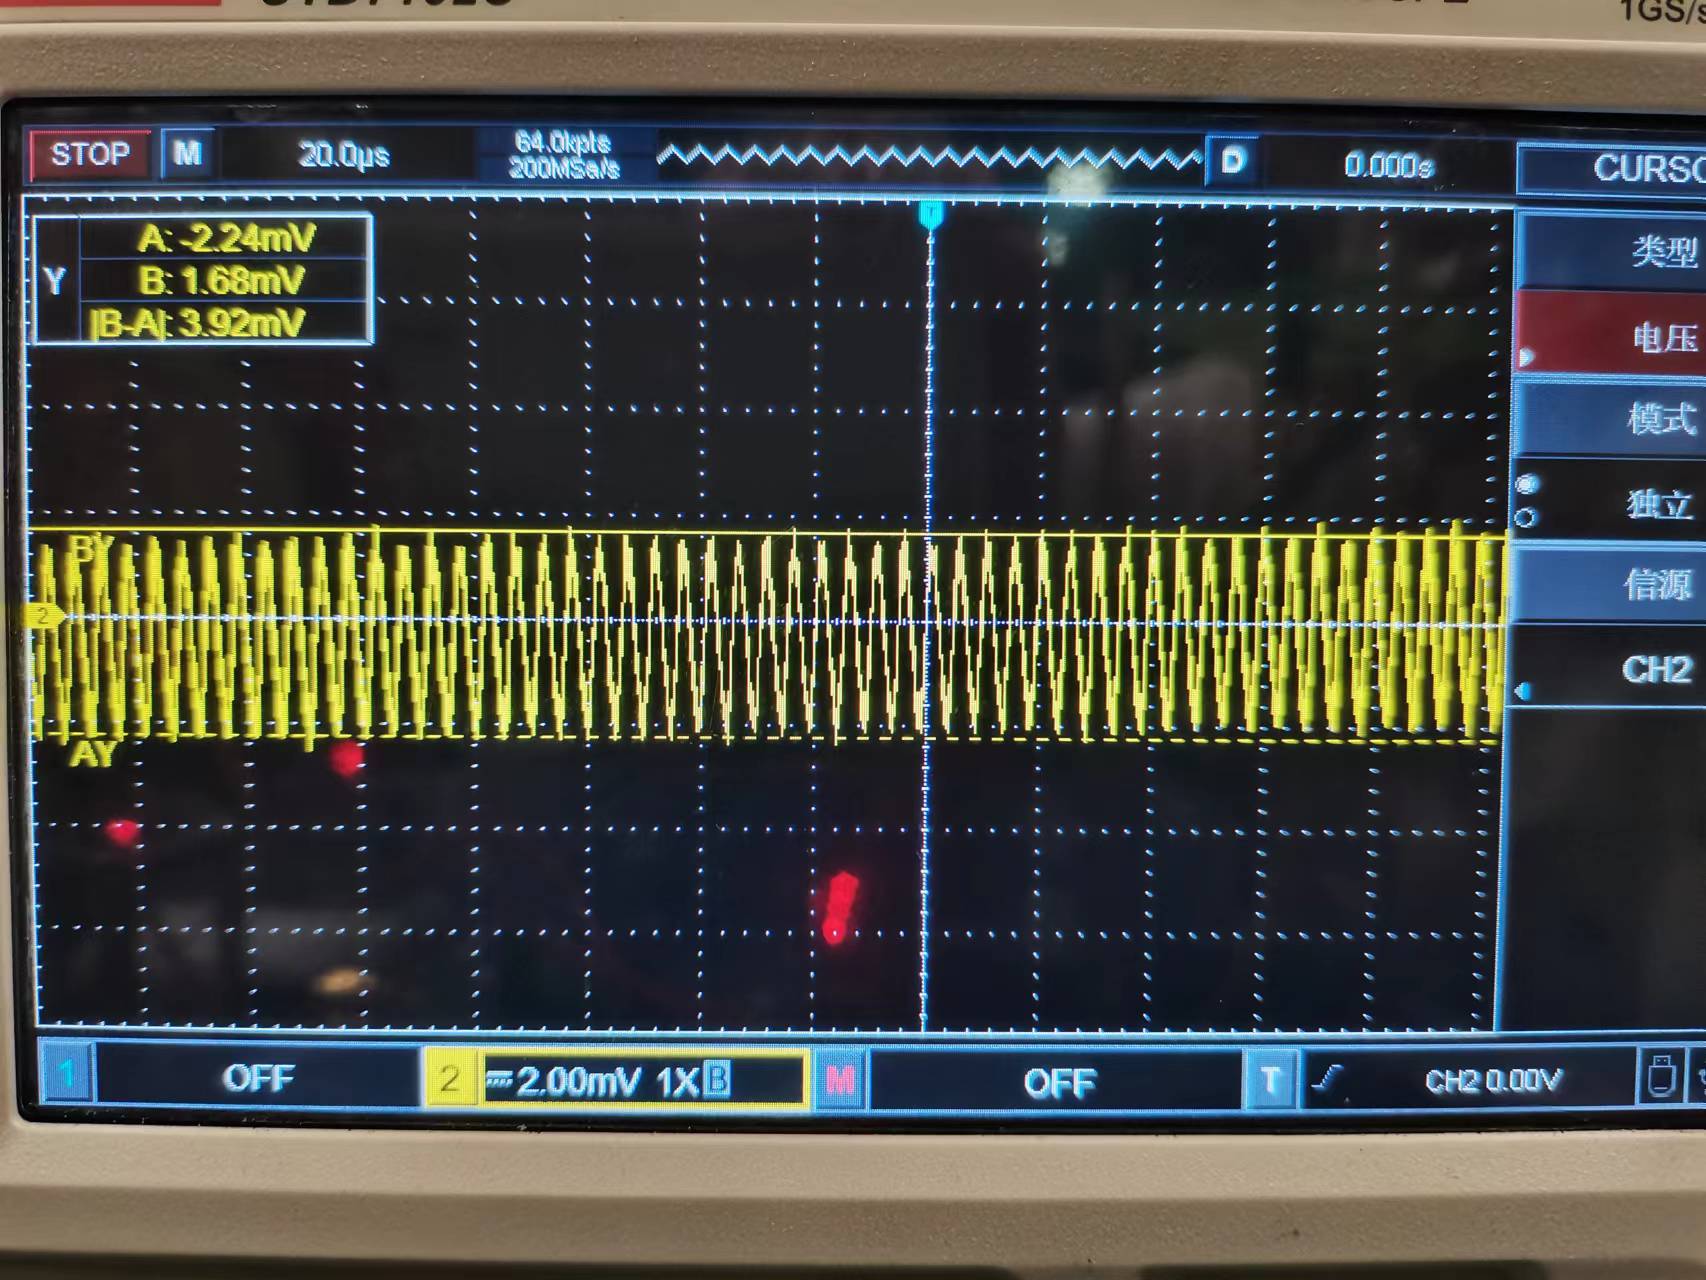 1GS/s
STOP M 20.0μs 64.0kpts 200MSa/s D 0.000s CURSO
T
Y
A: -2.24mV
B: 1.68mV
|B-A|: 3.92mV
类型
电压
模式
独立
信源
CH2
BY
2
AY
1 OFF 2 2.00mV 1X B M OFF T CH2 0.00V